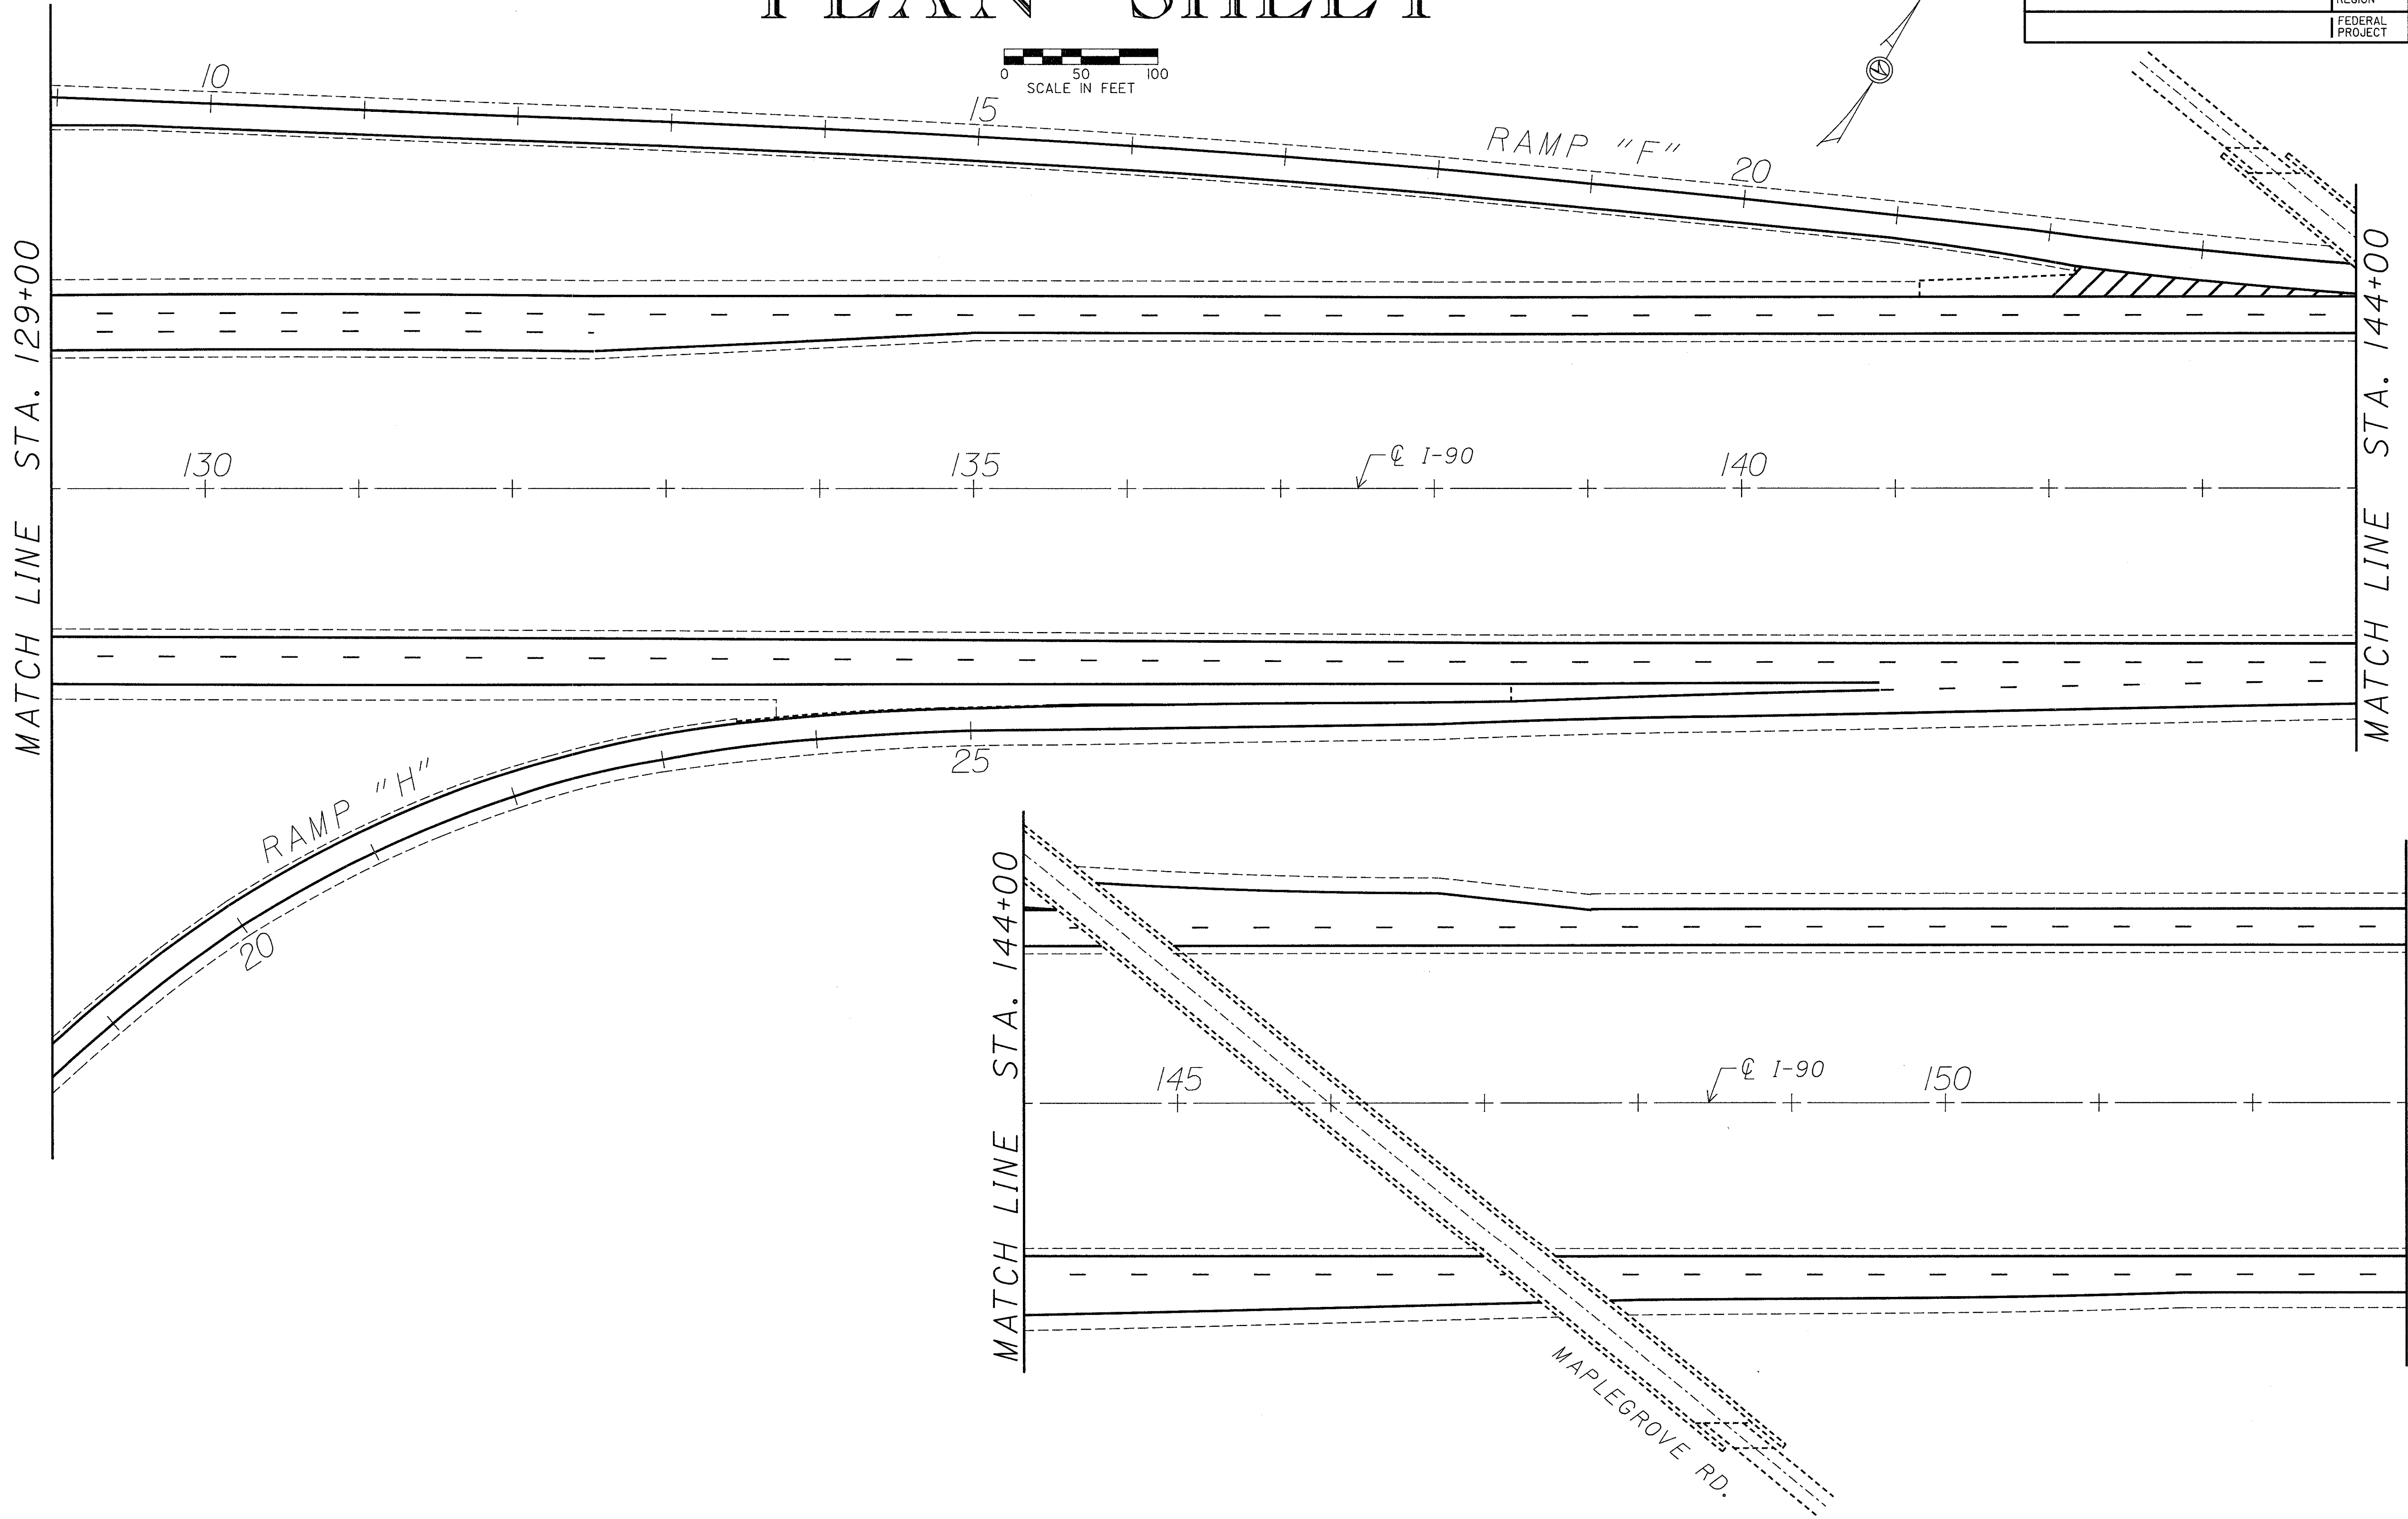 PLAN SHEET
REGION
FEDERAL
PROJECT
0 50 100
SCALE IN FEET
10
15
RAMP "F"
20
MATCH LINE STA. 129+00
MATCH LINE STA. 144+00
130
135
℄ I-90
140
25
RAMP "H"
20
MATCH LINE STA. 144+00
145
℄ I-90
150
MAPLEGROVE RD.